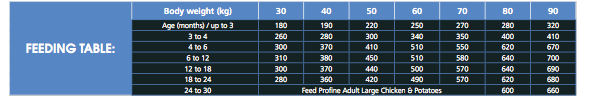 FEEDING TABLE:
Body weight (kg) 30 40 50 60 70 80 90
Age (months) / up to 3 180 190 220 250 270 280 320
3 to 4 260 280 300 340 350 400 410
4 to 6 300 370 410 510 550 620 670
6 to 12 310 380 450 510 580 640 700
12 to 18 300 370 440 500 570 640 690
18 to 24 280 360 420 490 570 620 680
24 to 30 Feed Profine Adult Large Chicken & Potatoes 600 660